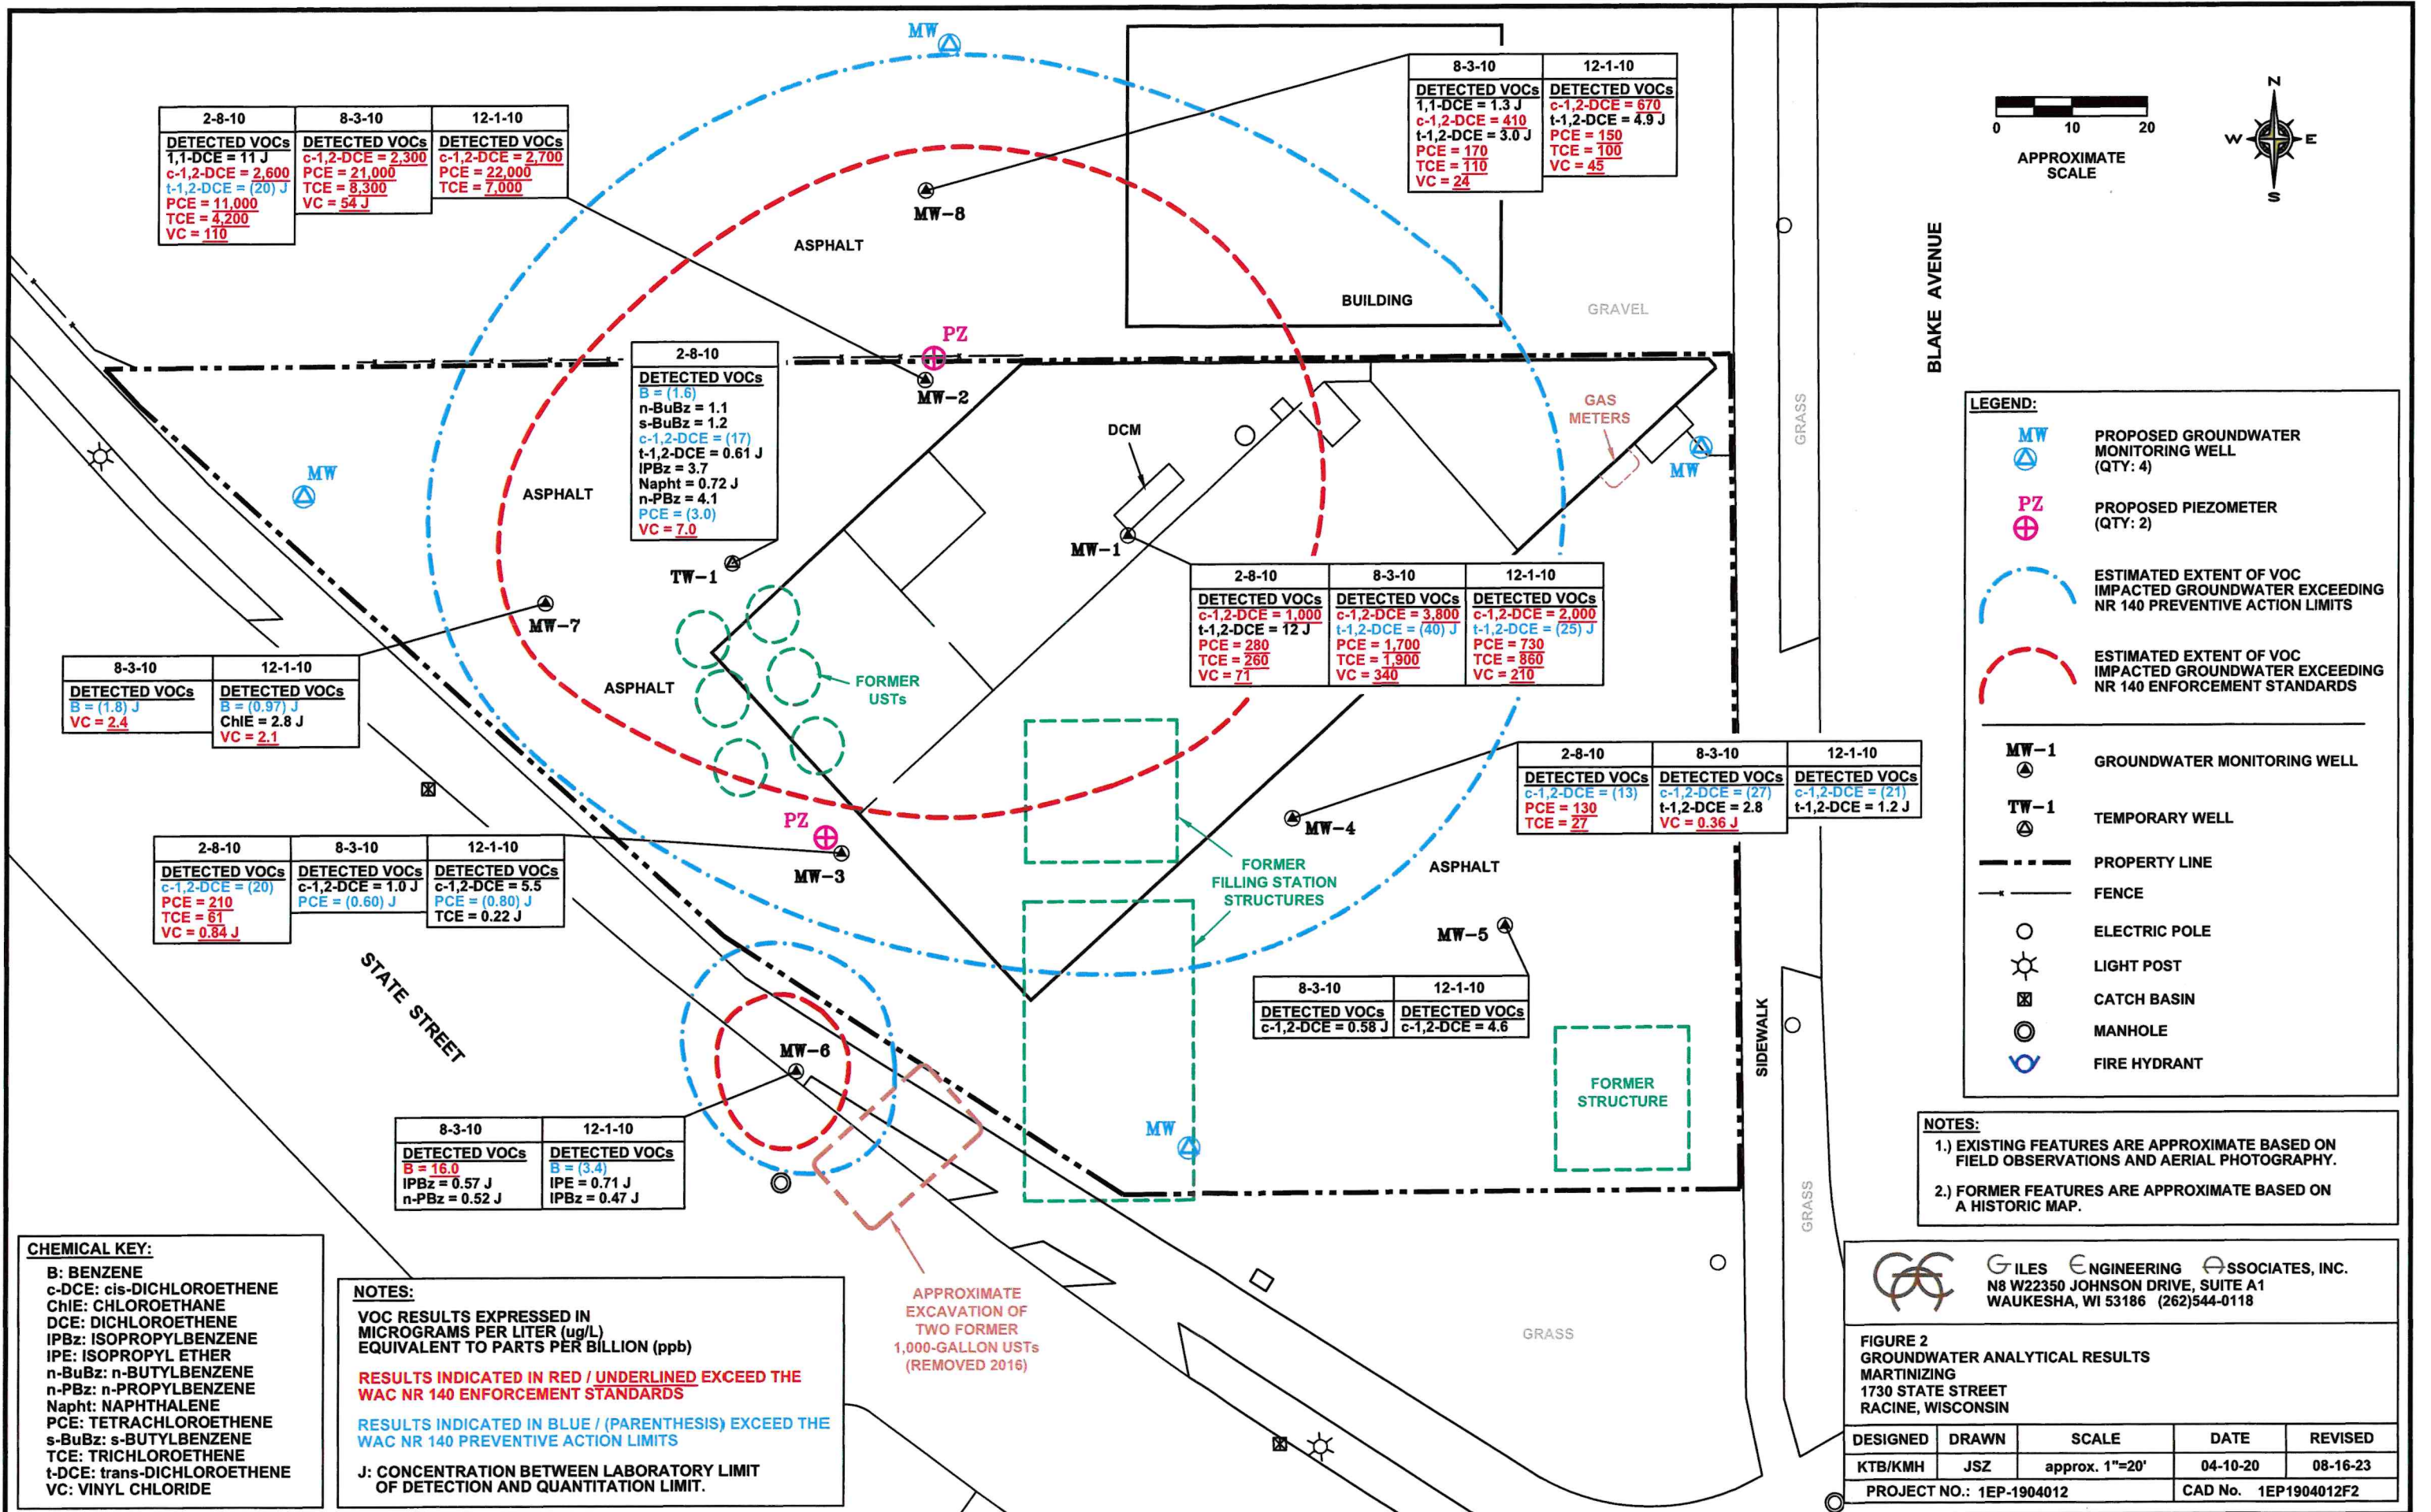 MW
2-8-10
8-3-10
12-1-10
DETECTED VOCs
1,1-DCE = 11 J
c-1,2-DCE = 2,600
t-1,2-DCE = (20) J
PCE = 11,000
TCE = 4,200
VC = 110
DETECTED VOCs
c-1,2-DCE = 2,300
PCE = 21,000
TCE = 8,300
VC = 54 J
DETECTED VOCs
c-1,2-DCE = 2,700
PCE = 22,000
TCE = 7,000
8-3-10
12-1-10
DETECTED VOCs
1,1-DCE = 1.3 J
c-1,2-DCE = 410
t-1,2-DCE = 3.0 J
PCE = 170
TCE = 110
VC = 24
DETECTED VOCs
c-1,2-DCE = 670
t-1,2-DCE = 4.9 J
PCE = 150
TCE = 100
VC = 45
0 10 20
APPROXIMATE
SCALE
N
W E
S
MW-8
ASPHALT
BUILDING
GRAVEL
BLAKE AVENUE
GRASS
PZ
MW-2
2-8-10
DETECTED VOCs
B = (1.6)
n-BuBz = 1.1
s-BuBz = 1.2
c-1,2-DCE = (17)
t-1,2-DCE = 0.61 J
IPBz = 3.7
Napht = 0.72 J
n-PBz = 4.1
PCE = (3.0)
VC = 7.0
DCM
GAS
METERS
MW
MW
ASPHALT
TW-1
MW-1
MW-7
2-8-10
8-3-10
12-1-10
DETECTED VOCs
c-1,2-DCE = 1,000
t-1,2-DCE = 12 J
PCE = 280
TCE = 260
VC = 71
DETECTED VOCs
c-1,2-DCE = 3,800
t-1,2-DCE = (40) J
PCE = 1,700
TCE = 1,900
VC = 340
DETECTED VOCs
c-1,2-DCE = 2,000
t-1,2-DCE = (25) J
PCE = 730
TCE = 860
VC = 210
8-3-10
12-1-10
DETECTED VOCs
B = (1.8) J
VC = 2.4
DETECTED VOCs
B = (0.97) J
ChlE = 2.8 J
VC = 2.1
ASPHALT
FORMER
USTs
2-8-10
8-3-10
12-1-10
DETECTED VOCs
c-1,2-DCE = (13)
PCE = 130
TCE = 27
DETECTED VOCs
c-1,2-DCE = (27)
t-1,2-DCE = 2.8
VC = 0.36 J
DETECTED VOCs
c-1,2-DCE = (21)
t-1,2-DCE = 1.2 J
PZ
MW-3
MW-4
2-8-10
8-3-10
12-1-10
DETECTED VOCs
c-1,2-DCE = (20)
PCE = 210
TCE = 61
VC = 0.84 J
DETECTED VOCs
c-1,2-DCE = 1.0 J
PCE = (0.60) J
DETECTED VOCs
c-1,2-DCE = 5.5
PCE = (0.80) J
TCE = 0.22 J
FORMER
FILLING STATION
STRUCTURES
ASPHALT
MW-5
8-3-10
12-1-10
DETECTED VOCs
c-1,2-DCE = 0.58 J
DETECTED VOCs
c-1,2-DCE = 4.6
STATE STREET
MW-6
8-3-10
12-1-10
DETECTED VOCs
B = 16.0
IPBz = 0.57 J
n-PBz = 0.52 J
DETECTED VOCs
B = (3.4)
IPE = 0.71 J
IPBz = 0.47 J
MW
FORMER
STRUCTURE
SIDEWALK
GRASS
GRASS
APPROXIMATE
EXCAVATION OF
TWO FORMER
1,000-GALLON USTs
(REMOVED 2016)
LEGEND:
MW
PROPOSED GROUNDWATER
MONITORING WELL
(QTY: 4)
PZ
PROPOSED PIEZOMETER
(QTY: 2)
ESTIMATED EXTENT OF VOC
IMPACTED GROUNDWATER EXCEEDING
NR 140 PREVENTIVE ACTION LIMITS
ESTIMATED EXTENT OF VOC
IMPACTED GROUNDWATER EXCEEDING
NR 140 ENFORCEMENT STANDARDS
MW-1
GROUNDWATER MONITORING WELL
TW-1
TEMPORARY WELL
PROPERTY LINE
FENCE
ELECTRIC POLE
LIGHT POST
CATCH BASIN
MANHOLE
FIRE HYDRANT
NOTES:
1.) EXISTING FEATURES ARE APPROXIMATE BASED ON
FIELD OBSERVATIONS AND AERIAL PHOTOGRAPHY.
2.) FORMER FEATURES ARE APPROXIMATE BASED ON
A HISTORIC MAP.
CHEMICAL KEY:
B: BENZENE
c-DCE: cis-DICHLOROETHENE
ChlE: CHLOROETHANE
DCE: DICHLOROETHENE
IPBz: ISOPROPYLBENZENE
IPE: ISOPROPYL ETHER
n-BuBz: n-BUTYLBENZENE
n-PBz: n-PROPYLBENZENE
Napht: NAPHTHALENE
PCE: TETRACHLOROETHENE
s-BuBz: s-BUTYLBENZENE
TCE: TRICHLOROETHENE
t-DCE: trans-DICHLOROETHENE
VC: VINYL CHLORIDE
NOTES:
VOC RESULTS EXPRESSED IN
MICROGRAMS PER LITER (ug/L)
EQUIVALENT TO PARTS PER BILLION (ppb)
RESULTS INDICATED IN RED / UNDERLINED EXCEED THE
WAC NR 140 ENFORCEMENT STANDARDS
RESULTS INDICATED IN BLUE / (PARENTHESIS) EXCEED THE
WAC NR 140 PREVENTIVE ACTION LIMITS
J: CONCENTRATION BETWEEN LABORATORY LIMIT
OF DETECTION AND QUANTITATION LIMIT.
GILES ENGINEERING ASSOCIATES, INC.
N8 W22350 JOHNSON DRIVE, SUITE A1
WAUKESHA, WI 53186 (262)544-0118
FIGURE 2
GROUNDWATER ANALYTICAL RESULTS
MARTINIZING
1730 STATE STREET
RACINE, WISCONSIN
DESIGNED DRAWN SCALE DATE REVISED
KTB/KMH JSZ approx. 1"=20' 04-10-20 08-16-23
PROJECT NO.: 1EP-1904012 CAD No. 1EP1904012F2